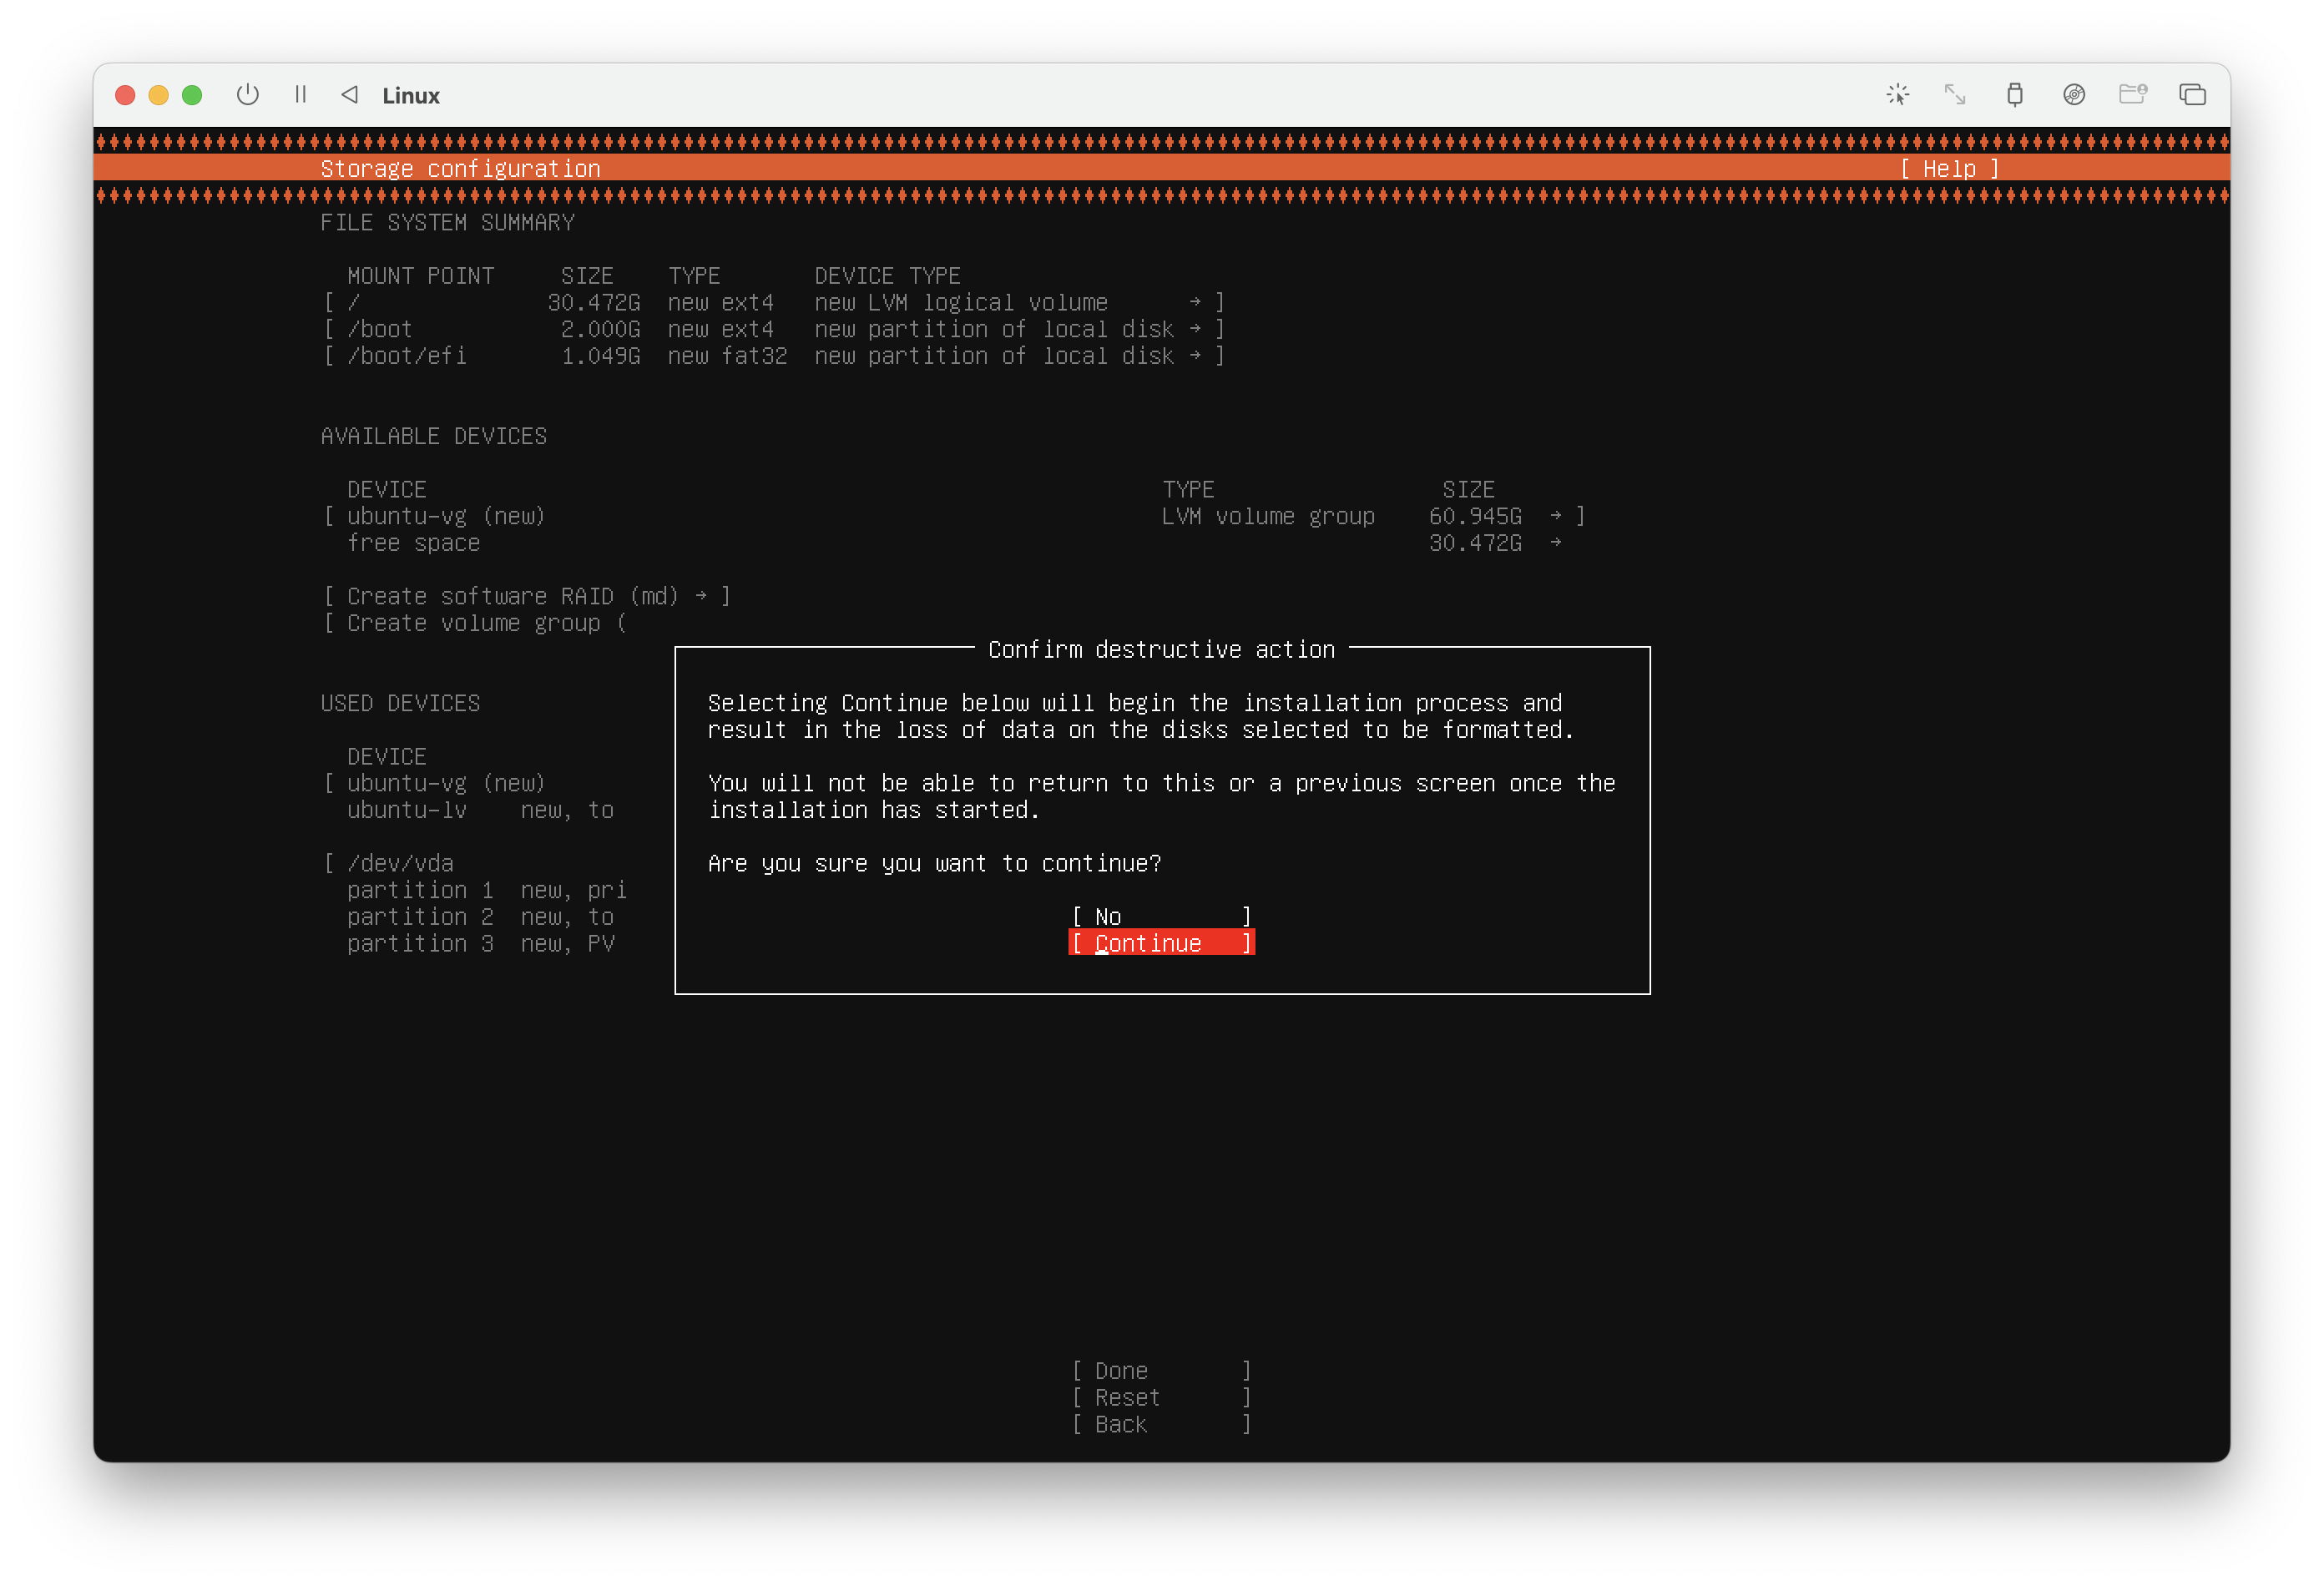 Linux
Storage configuration [ Help ]
FILE SYSTEM SUMMARY
MOUNT POINT SIZE TYPE DEVICE TYPE
[ / 30.472G new ext4 new LVM logical volume → ]
[ /boot 2.000G new ext4 new partition of local disk → ]
[ /boot/efi 1.049G new fat32 new partition of local disk → ]
AVAILABLE DEVICES
DEVICE TYPE SIZE
[ ubuntu-vg (new) LVM volume group 60.945G → ]
free space 30.472G →
[ Create software RAID (md) → ]
[ Create volume group (
USED DEVICES
DEVICE
[ ubuntu-vg (new)
ubuntu-lv new, to
[ /dev/vda
partition 1 new, pri
partition 2 new, to
partition 3 new, PV
Confirm destructive action
Selecting Continue below will begin the installation process and
result in the loss of data on the disks selected to be formatted.
You will not be able to return to this or a previous screen once the
installation has started.
Are you sure you want to continue?
[ No ]
[ Continue ]
[ Done ]
[ Reset ]
[ Back ]